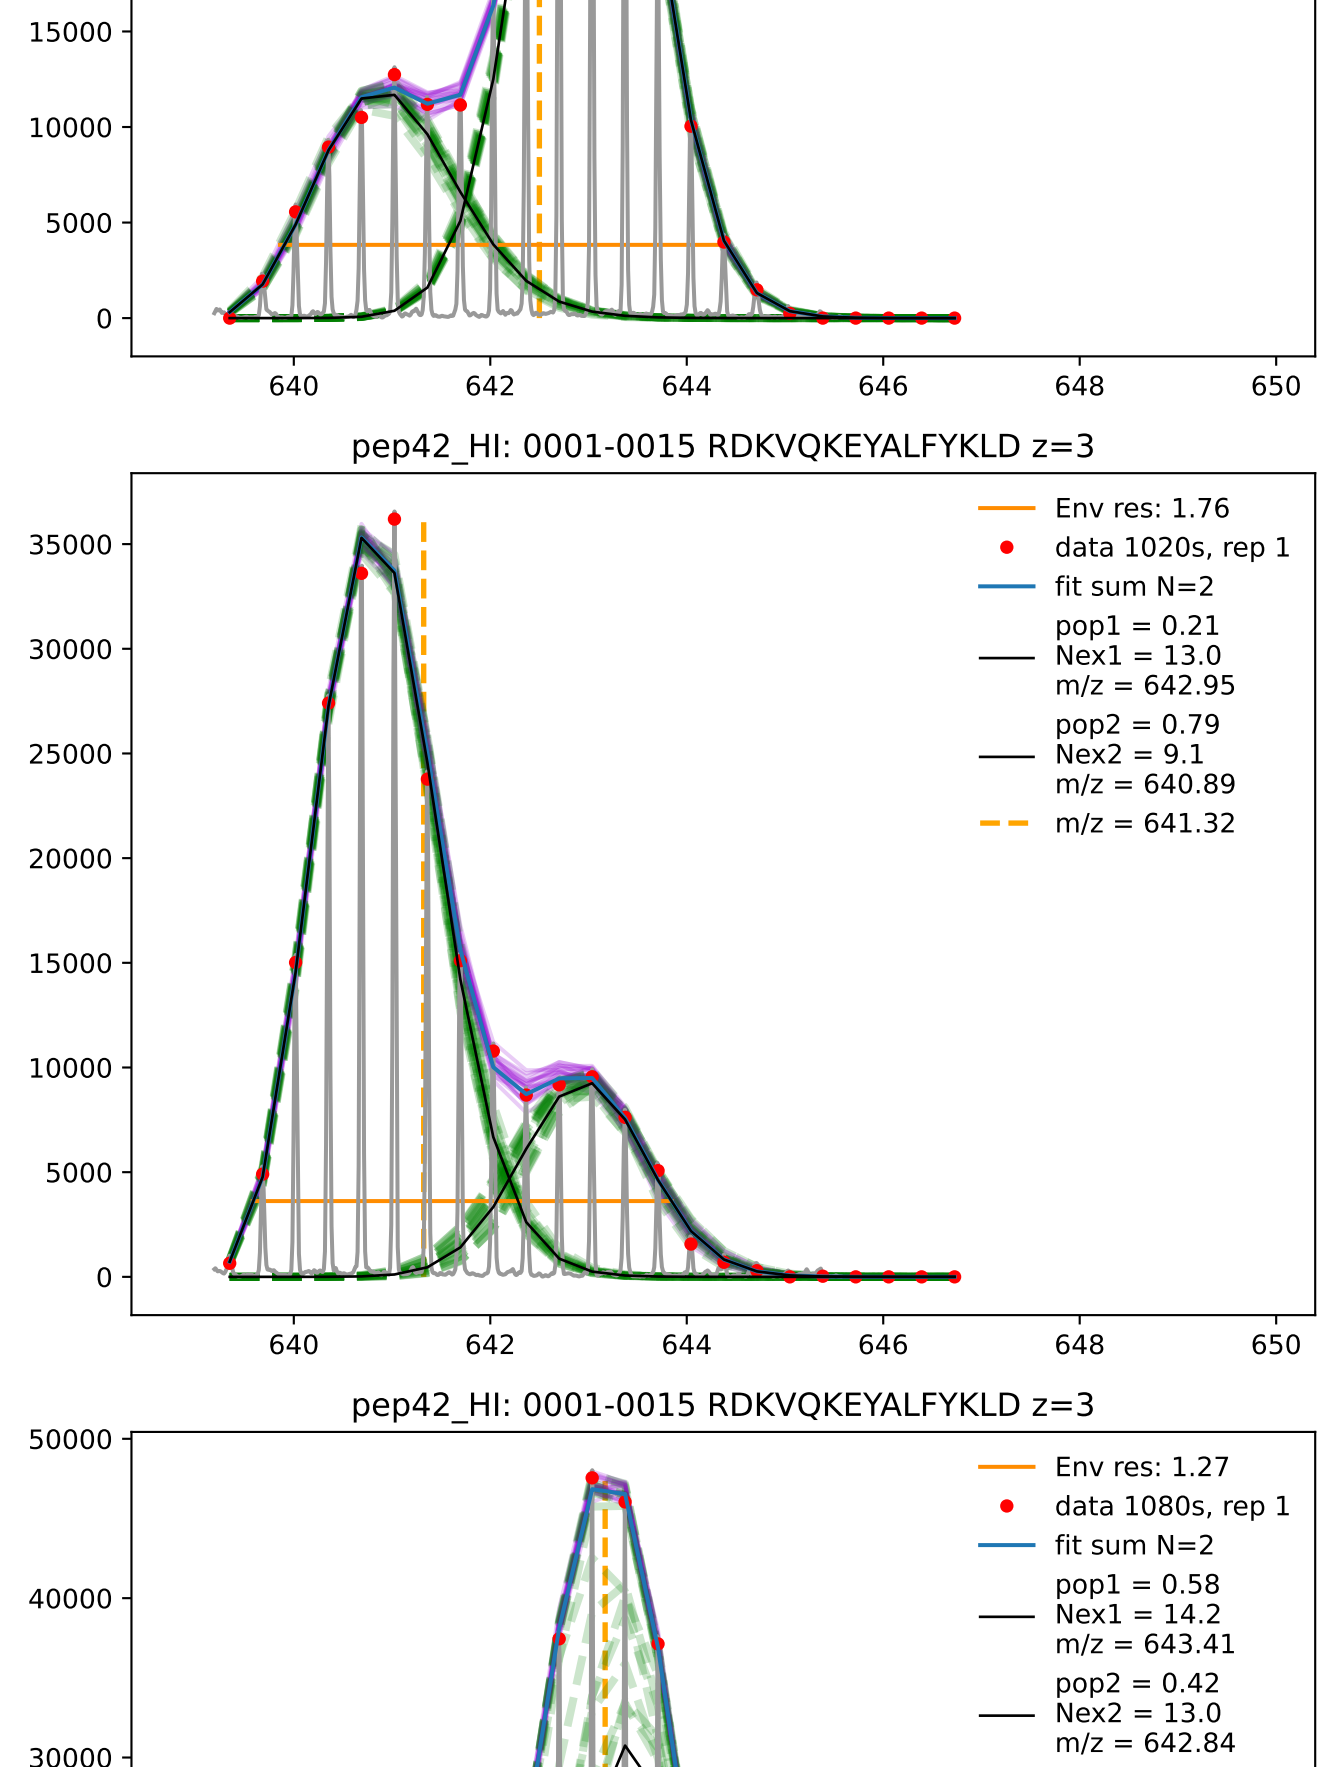 15000
10000
5000
0
640 642 644 646 648 650
pep42_HI: 0001-0015 RDKVQKEYALFYKLD z=3
35000
30000
25000
20000
15000
10000
5000
0
Env res: 1.76
data 1020s, rep 1
fit sum N=2
pop1 = 0.21
Nex1 = 13.0
m/z = 642.95
pop2 = 0.79
Nex2 = 9.1
m/z = 640.89
m/z = 641.32
640 642 644 646 648 650
pep42_HI: 0001-0015 RDKVQKEYALFYKLD z=3
50000
40000
30000
Env res: 1.27
data 1080s, rep 1
fit sum N=2
pop1 = 0.58
Nex1 = 14.2
m/z = 643.41
pop2 = 0.42
Nex2 = 13.0
m/z = 642.84